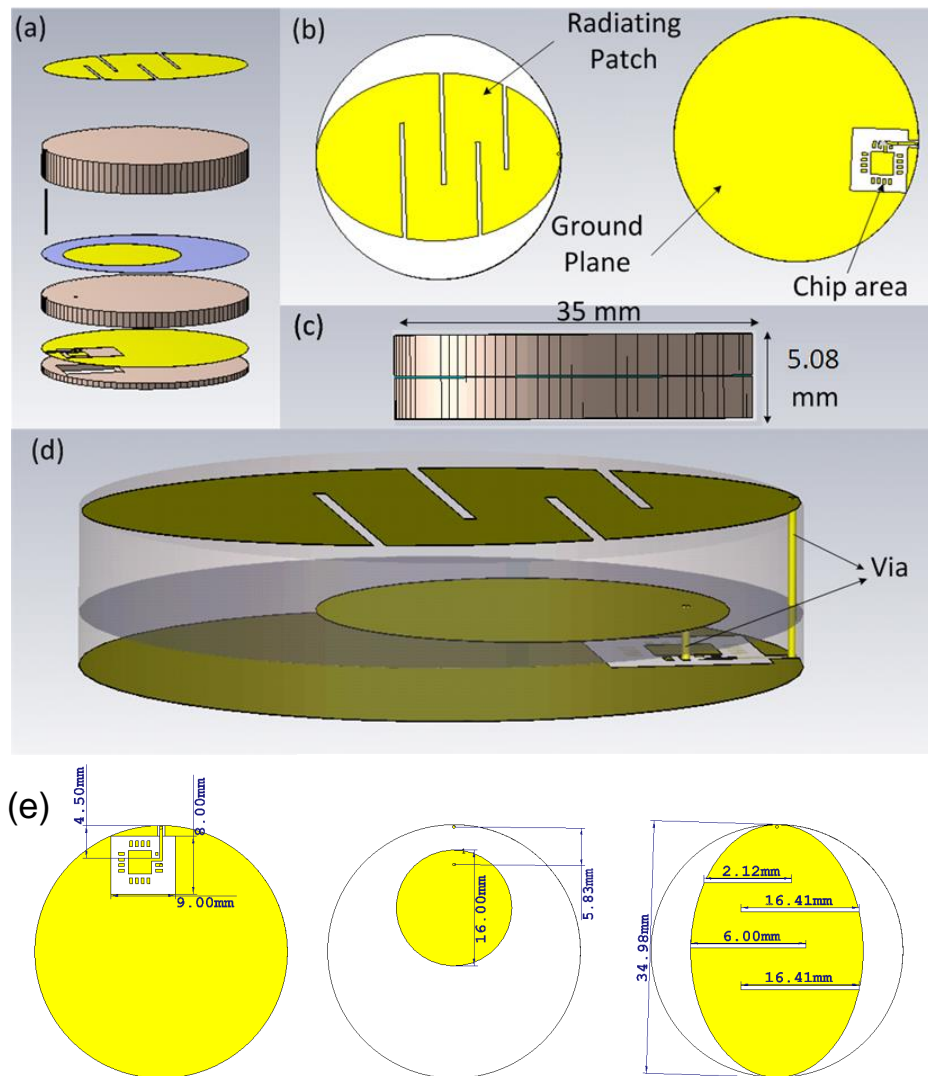 (a)
(b)
Radiating
Patch
Ground
Plane
Chip area
(c)
35 mm
5.08
mm
(d)
Via
(e)
4.50mm
8.00mm
9.00mm
16.00mm
5.83mm
34.98mm
2.12mm
16.41mm
6.00mm
16.41mm